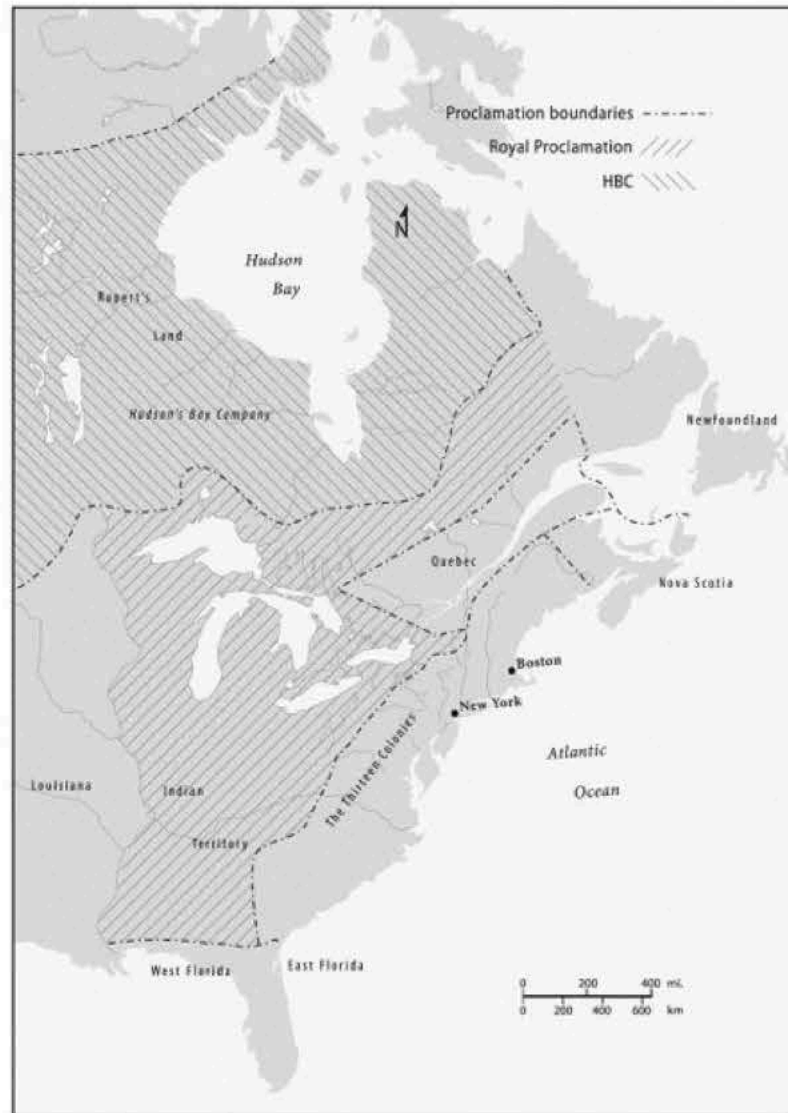 Proclamation boundaries
Royal Proclamation
HBC
N
Hudson
Bay
Rupert's
Land
Hudson's Bay Company
Newfoundland
Quebec
Nova Scotia
Boston
New York
The Thirteen Colonies
Atlantic
Ocean
Louisiana
Indian
Territory
West Florida
East Florida
0 200 400 mi.
0 200 400 600 km